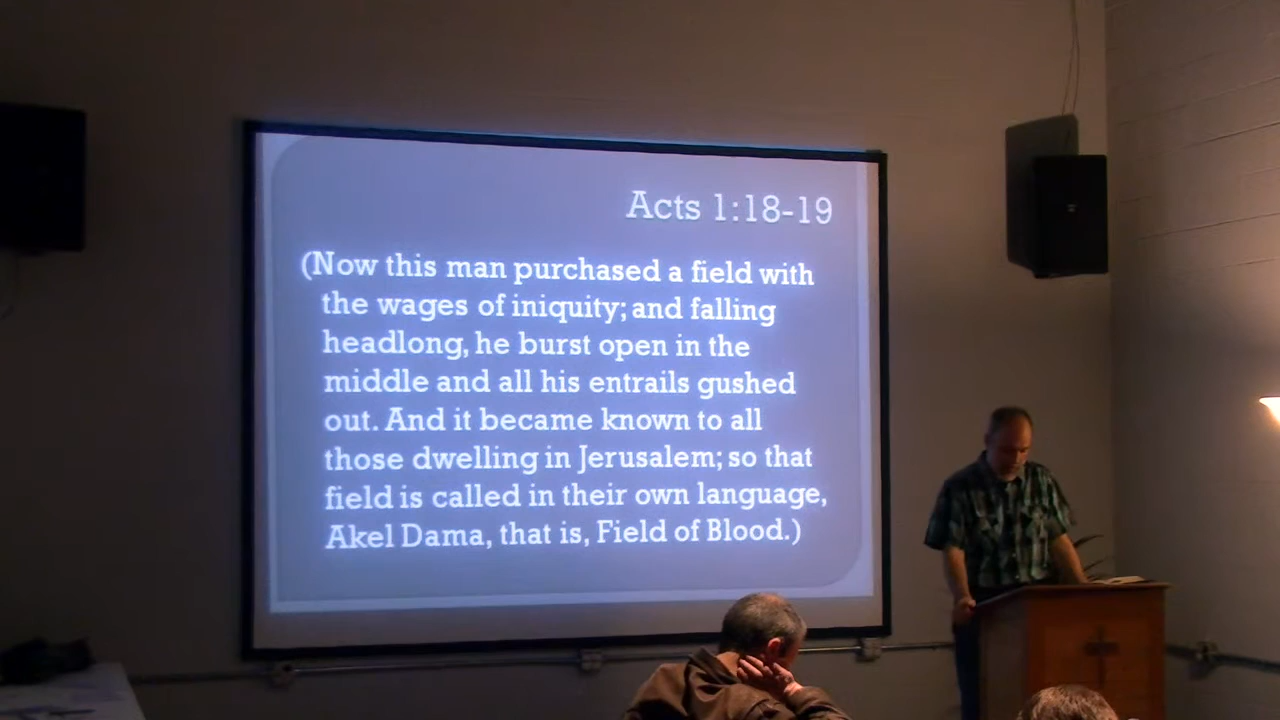 Acts 1:18-19
(Now this man purchased a field with
the wages of iniquity; and falling
headlong, he burst open in the
middle and all his entrails gushed
out. And it became known to all
those dwelling in Jerusalem; so that
field is called in their own language,
Akel Dama, that is, Field of Blood.)